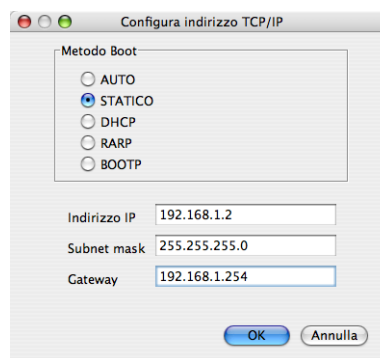 Configura indirizzo TCP/IP
Metodo Boot
AUTO
STATICO
DHCP
RARP
BOOTP
Indirizzo IP 192.168.1.2
Subnet mask 255.255.255.0
Gateway 192.168.1.254
OK Annulla